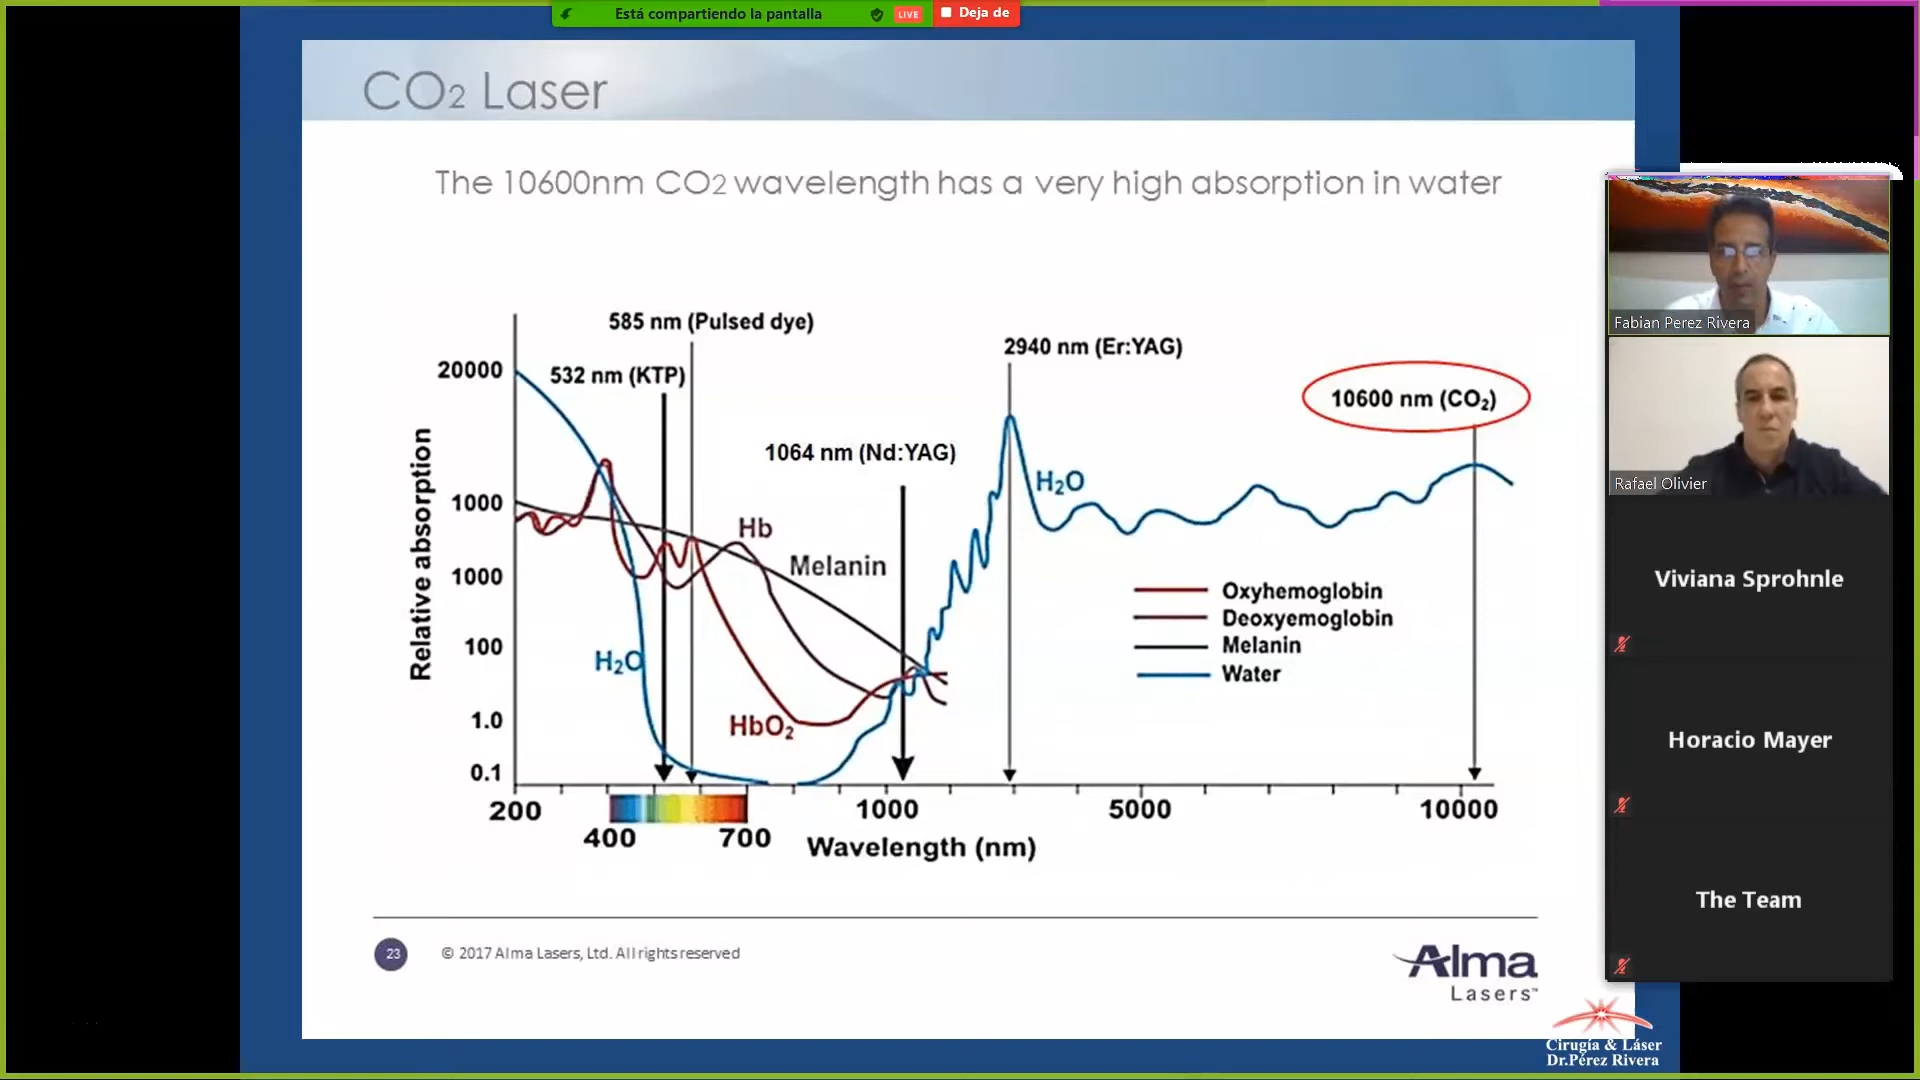 Está compartiendo la pantalla
LIVE
Deja de
CO2 Laser
The 10600nm CO2 wavelength has a very high absorption in water
585 nm (Pulsed dye)
2940 nm (Er:YAG)
20000
532 nm (KTP)
10600 nm (CO2)
1064 nm (Nd:YAG)
H2O
1000
Hb
Melanin
1000
Relative absorption
Oxyhemoglobin
Deoxyemoglobin
Melanin
Water
100
H2O
HbO2
1.0
0.1
200
1000
5000
10000
400
700
Wavelength (nm)
23
© 2017 Alma Lasers, Ltd. All rights reserved
Alma
Lasers™
Cirugía & Láser
Dr.Pérez Rivera
Fabian Perez Rivera
Rafael Olivier
Viviana Sprohnle
Horacio Mayer
The Team